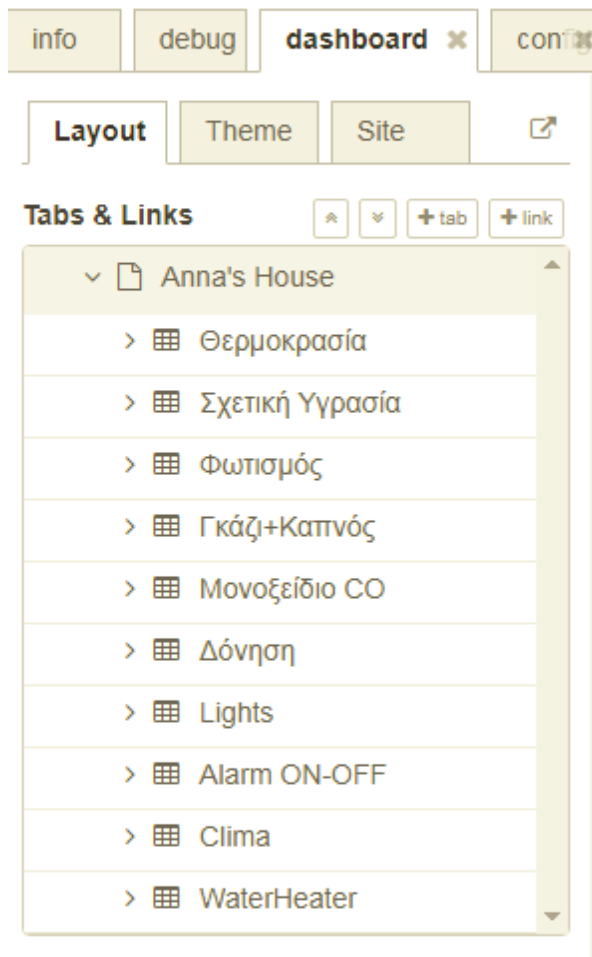 info debug dashboard config
Layout Theme Site
Tabs & Links tab link
Anna's House
Θερμοκρασία
Σχετική Υγρασία
Φωτισμός
Γκάζι+Καπνός
Μονοξείδιο CO
Δόνηση
Lights
Alarm ON-OFF
Clima
WaterHeater